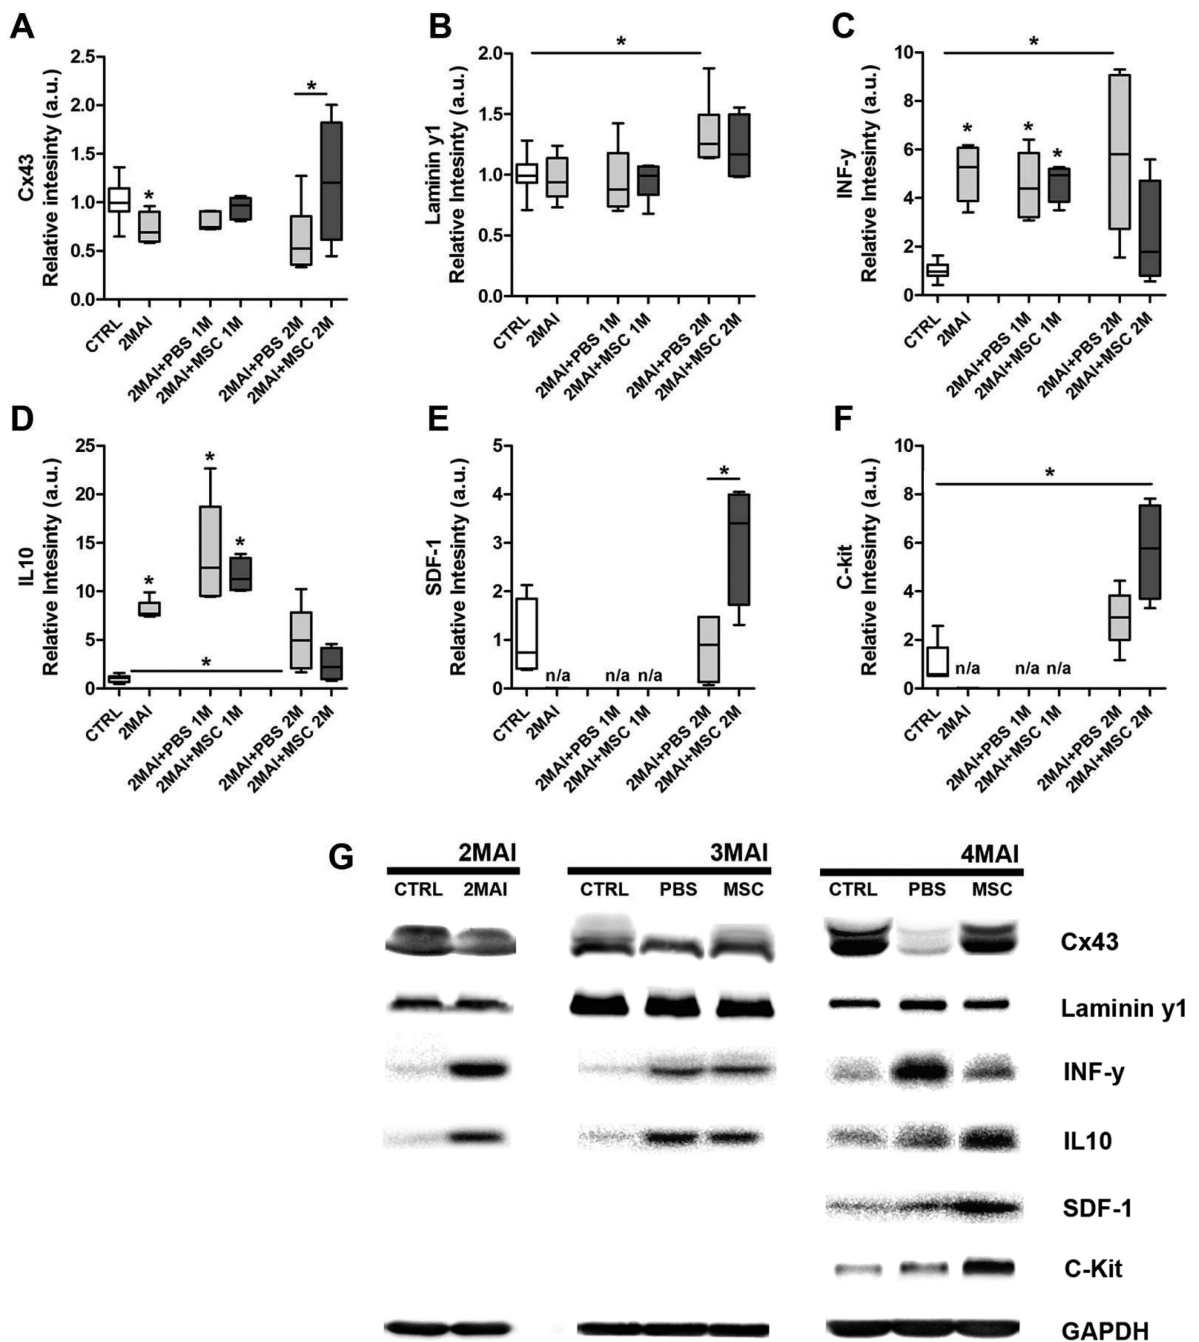 A
Cx43
Relative intensinty (a.u.)
2.5
2.0
1.5
1.0
0.5
0.0
*
*
CTRL
2MAI
2MAI+PBS 1M
2MAI+MSC 1M
2MAI+PBS 2M
2MAI+MSC 2M
B
Laminin y1
Relative Intesinty (a.u.)
2.0
1.5
1.0
0.5
0.0
*
CTRL
2MAI
2MAI+PBS 1M
2MAI+MSC 1M
2MAI+PBS 2M
2MAI+MSC 2M
C
INF-y
Relative Intesinty (a.u.)
10
8
6
4
2
0
*
*
*
*
CTRL
2MAI
2MAI+PBS 1M
2MAI+MSC 1M
2MAI+PBS 2M
2MAI+MSC 2M
D
IL10
Relative Intesinty (a.u.)
25
20
15
10
5
0
*
*
*
*
CTRL
2MAI
2MAI+PBS 1M
2MAI+MSC 1M
2MAI+PBS 2M
2MAI+MSC 2M
E
SDF-1
Relative Intesinty (a.u.)
5
4
3
2
1
0
*
n/a
n/a n/a
CTRL
2MAI
2MAI+PBS 1M
2MAI+MSC 1M
2MAI+PBS 2M
2MAI+MSC 2M
F
C-kit
Relative Intesinty (a.u.)
10
8
6
4
2
0
*
n/a
n/a n/a
CTRL
2MAI
2MAI+PBS 1M
2MAI+MSC 1M
2MAI+PBS 2M
2MAI+MSC 2M
G
2MAI 3MAI 4MAI
CTRL 2MAI CTRL PBS MSC CTRL PBS MSC
Cx43
Laminin y1
INF-y
IL10
SDF-1
C-Kit
GAPDH